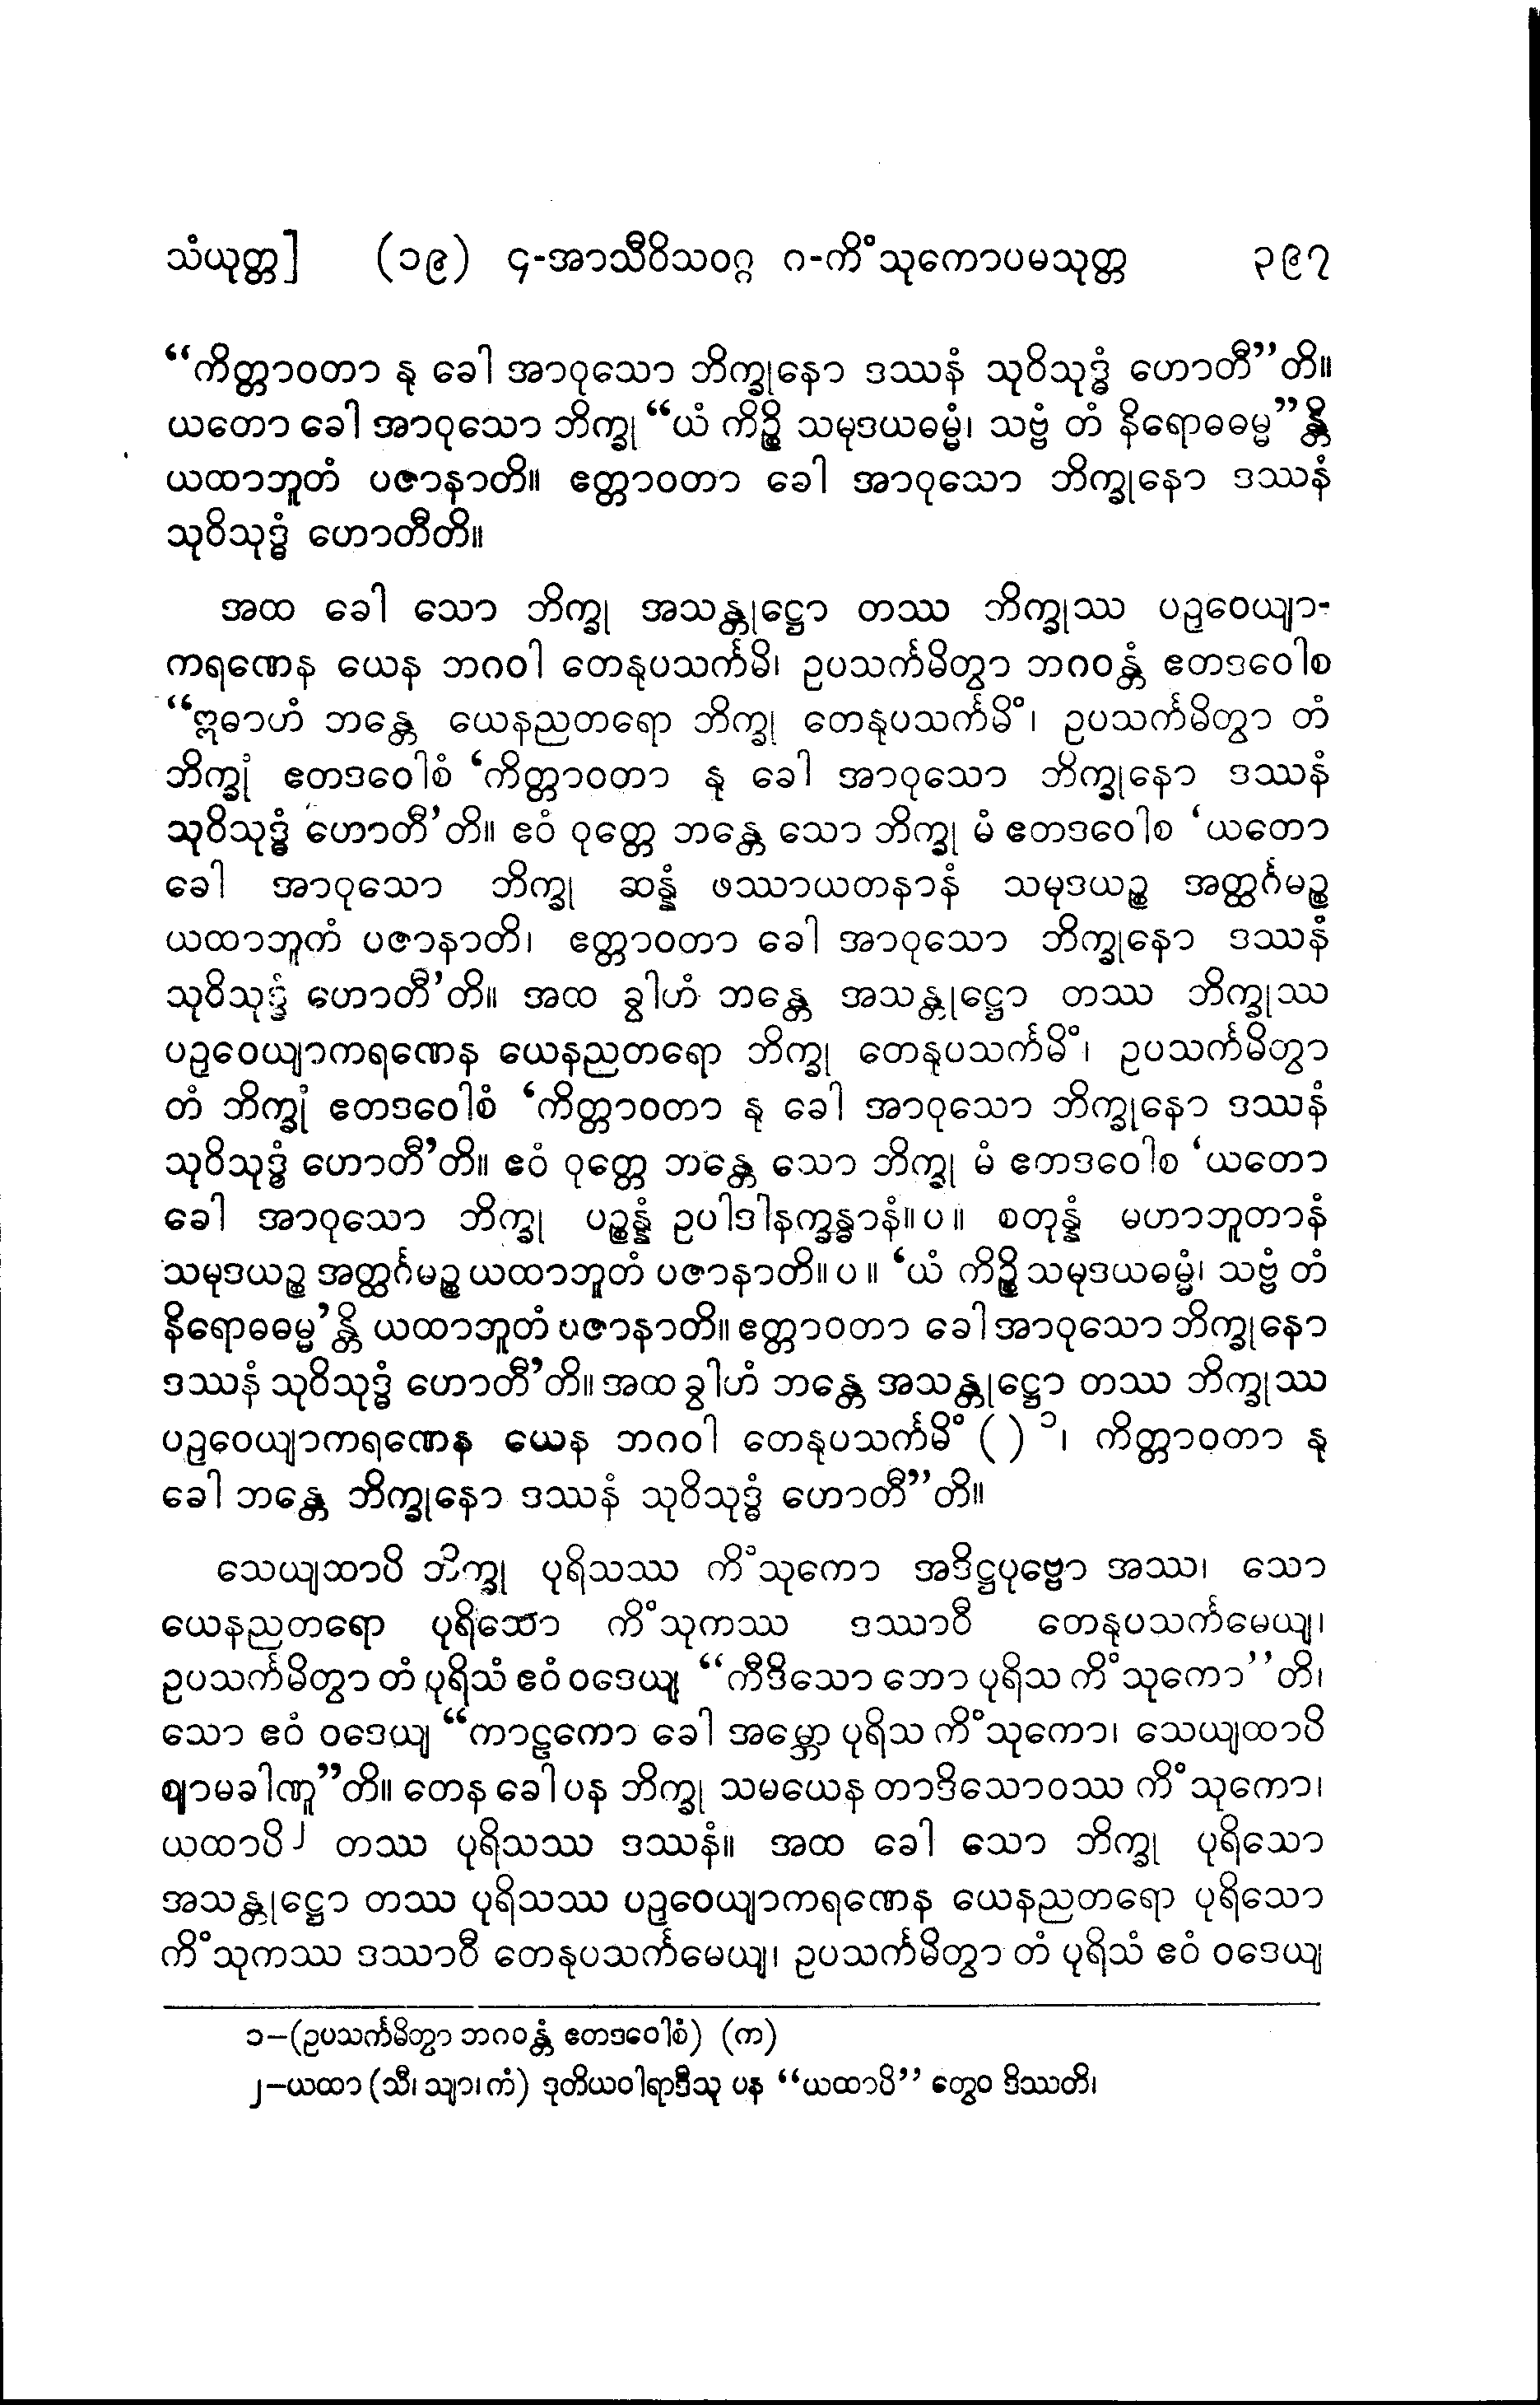 သံယုတ္တ] (၁၉) ၄-အာသီဝိသဝဂ္ဂ ဂ-ကိံသုကောပမသုတ္တ ၃၉၇
“ကိတ္တာဝတာ နု ခေါ အာဝုသော ဘိက္ခုနော ဒဿနံ သုဝိသုဒ္ဓံ ဟောတီ”တိ။
ယတော ခေါ အာဝုသော ဘိက္ခု “ယံ ကိဉ္စိ သမုဒယဓမ္မံ၊ သဗ္ဗံ တံ နိရောဓဓမ္မ”န္တိ
ယထာဘူတံ ပဇာနာတိ။ ဧတ္တာဝတာ ခေါ အာဝုသော ဘိက္ခုနော ဒဿနံ
သုဝိသုဒ္ဓံ ဟောတီတိ။
အထ ခေါ သော ဘိက္ခု အသန္တုဋ္ဌော တဿ ဘိက္ခုဿ ပဉှဝေယျာ-
ကရဏေန ယေန ဘဂဝါ တေနုပသင်္ကမိ၊ ဥပသင်္ကမိတွာ ဘဂဝန္တံ ဧတဒဝေါစ
“ဣဓာဟံ ဘန္တေ ယေနညတရော ဘိက္ခု တေနုပသင်္ကမိံ၊ ဥပသင်္ကမိတွာ တံ
ဘိက္ခုံ ဧတဒဝေါစံ ‘ကိတ္တာဝတာ နု ခေါ အာဝုသော ဘိက္ခုနော ဒဿနံ
သုဝိသုဒ္ဓံ ဟောတီ’တိ။ ဧဝံ ဝုတ္တေ ဘန္တေ သော ဘိက္ခု မံ ဧတဒဝေါစ ‘ယတော
ခေါ အာဝုသော ဘိက္ခု ဆန္နံ ဖဿာယတနာနံ သမုဒယဉ္စ အတ္ထင်္ဂမဉ္စ
ယထာဘူတံ ပဇာနာတိ၊ ဧတ္တာဝတာ ခေါ အာဝုသော ဘိက္ခုနော ဒဿနံ
သုဝိသုဒ္ဓံ ဟောတီ’တိ။ အထ ခွါဟံ ဘန္တေ အသန္တုဋ္ဌော တဿ ဘိက္ခုဿ
ပဉှဝေယျာကရဏေန ယေနညတရော ဘိက္ခု တေနုပသင်္ကမိံ၊ ဥပသင်္ကမိတွာ
တံ ဘိက္ခုံ ဧတဒဝေါစံ ‘ကိတ္တာဝတာ နု ခေါ အာဝုသော ဘိက္ခုနော ဒဿနံ
သုဝိသုဒ္ဓံ ဟောတီ’တိ။ ဧဝံ ဝုတ္တေ ဘန္တေ သော ဘိက္ခု မံ ဧတဒဝေါစ ‘ယတော
ခေါ အာဝုသော ဘိက္ခု ပဉ္စန္နံ ဥပါဒါနက္ခန္ဓာနံ။ပ။ စတုန္နံ မဟာဘူတာနံ
သမုဒယဉ္စ အတ္ထင်္ဂမဉ္စ ယထာဘူတံ ပဇာနာတိ။ပ။ ‘ယံ ကိဉ္စိ သမုဒယဓမ္မံ၊ သဗ္ဗံ တံ
နိရောဓဓမ္မ’န္တိ ယထာဘူတံ ပဇာနာတိ။ ဧတ္တာဝတာ ခေါ အာဝုသော ဘိက္ခုနော
ဒဿနံ သုဝိသုဒ္ဓံ ဟောတီ’တိ။ အထ ခွါဟံ ဘန္တေ အသန္တုဋ္ဌော တဿ ဘိက္ခုဿ
ပဉှဝေယျာကရဏေန ယေန ဘဂဝါ တေနုပသင်္ကမိံ ( ) ၁၊ ကိတ္တာဝတာ နု
ခေါ ဘန္တေ ဘိက္ခုနော ဒဿနံ သုဝိသုဒ္ဓံ ဟောတီ”တိ။
သေယျထာပိ ဘိက္ခု ပုရိသဿ ကိံသုကော အဒိဋ္ဌပုဗ္ဗော အဿ၊ သော
ယေနညတရော ပုရိသော ကိံသုကဿ ဒဿာဝီ တေနုပသင်္ကမေယျ၊
ဥပသင်္ကမိတွာ တံ ပုရိသံ ဧဝံ ဝဒေယျ “ကီဒိသော ဘော ပုရိသ ကိံသုကော”တိ၊
သော ဧဝံ ဝဒေယျ “ကာဠကော ခေါ အမ္ဘော ပုရိသ ကိံသုကော၊ သေယျထာပိ
ဈာမခါဏူ”တိ။ တေန ခေါ ပန ဘိက္ခု သမယေန တာဒိသောဝဿ ကိံသုကော၊
ယထာပိ၂ တဿ ပုရိသဿ ဒဿနံ။ အထ ခေါ သော ဘိက္ခု ပုရိသော
အသန္တုဋ္ဌော တဿ ပုရိသဿ ပဉှဝေယျာကရဏေန ယေနညတရော ပုရိသော
ကိံသုကဿ ဒဿာဝီ တေနုပသင်္ကမေယျ၊ ဥပသင်္ကမိတွာ တံ ပုရိသံ ဧဝံ ဝဒေယျ
၁–(ဥပသင်္ကမိတွာ ဘဂဝန္တံ ဧတဒဝေါစံ) (က)
၂–ယထာ (သီ၊ သျာ၊ ကံ) ဒုတိယဝါရာဒီသု ပန “ယထာပိ” တွေဝ ဒိဿတိ၊